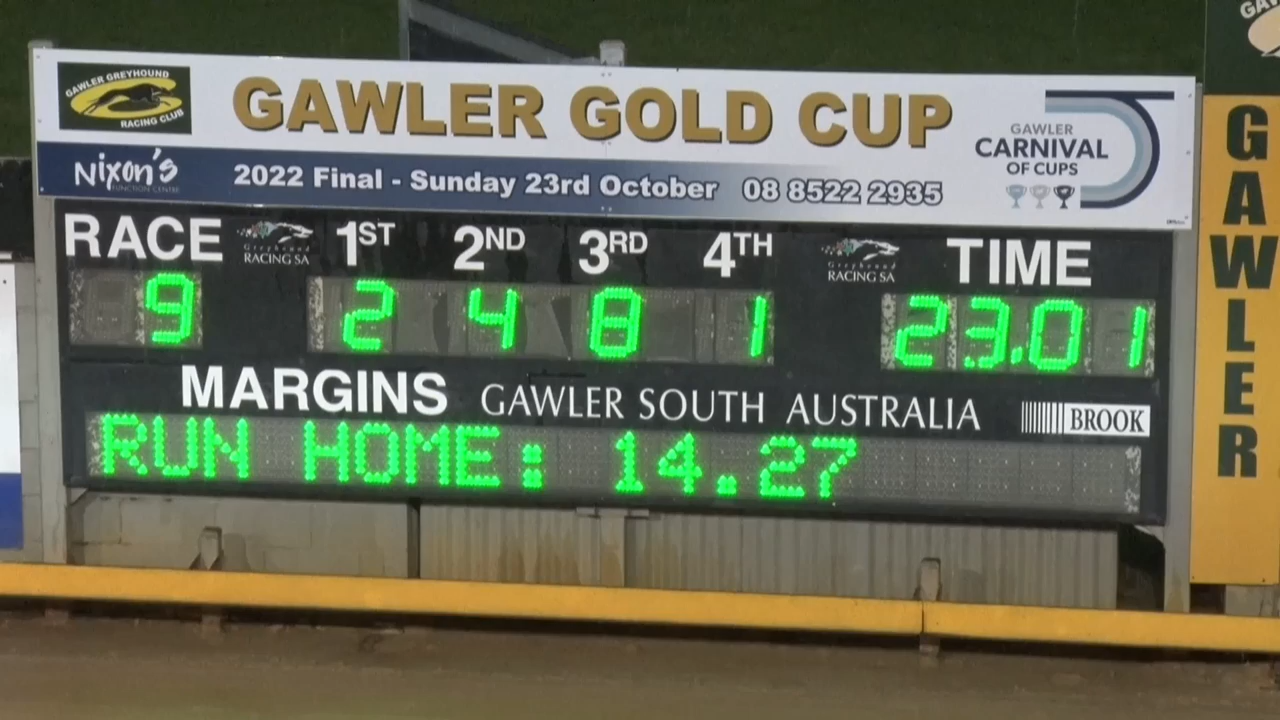 GAWLER GREYHOUND
RACING CLUB
GAWLER GOLD CUP
GAWLER
CARNIVAL
OF CUPS
Nixon's
FUNCTION CENTRE
2022 Final - Sunday 23rd October 08 8522 2935
RACE Greyhound RACING SA 1ST 2ND 3RD 4TH Greyhound RACING SA TIME
9 2 4 8 1 23.01
MARGINS GAWLER SOUTH AUSTRALIA BROOK
RUN HOME: 14.27
GAWLER